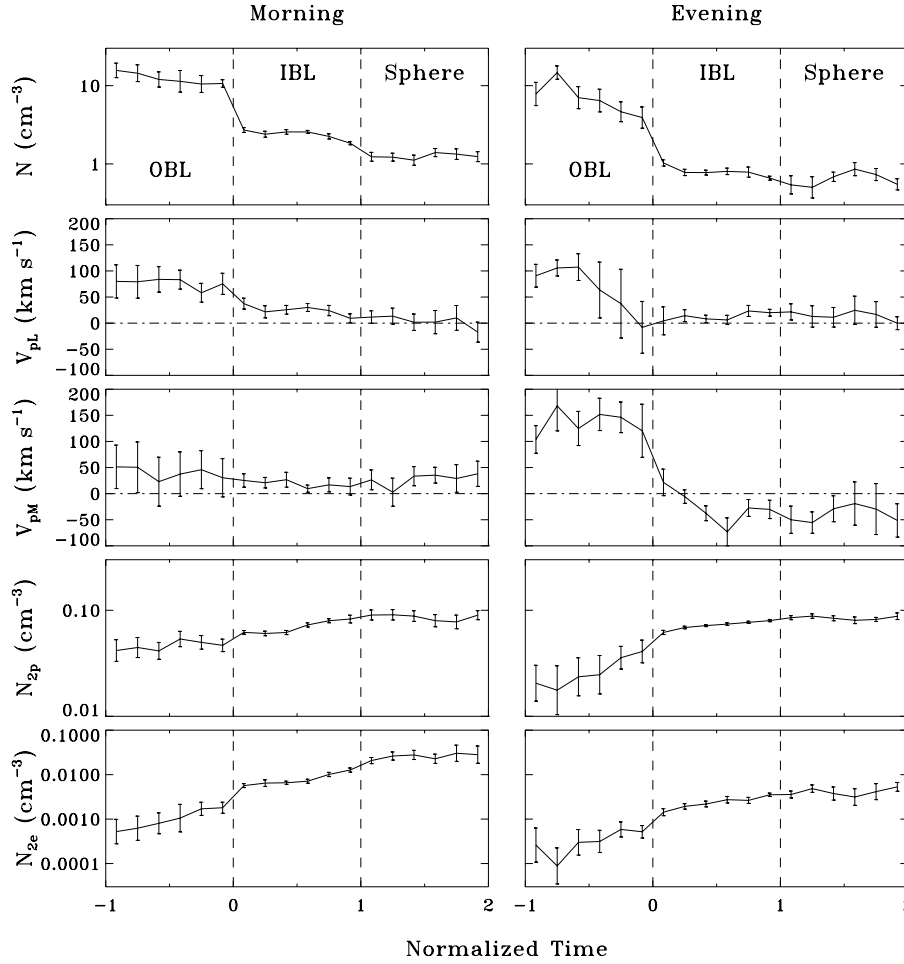 Morning Evening
N (cm⁻³) 10 1 OBL IBL Sphere OBL IBL Sphere
V_pL (km s⁻¹) 200 150 100 50 0 −50 −100
V_pM (km s⁻¹) 200 150 100 50 0 −50 −100
N_2p (cm⁻³) 0.10 0.01
N_2e (cm⁻³) 0.1000 0.0100 0.0010 0.0001
−1 0 1 2 −1 0 1 2
Normalized Time